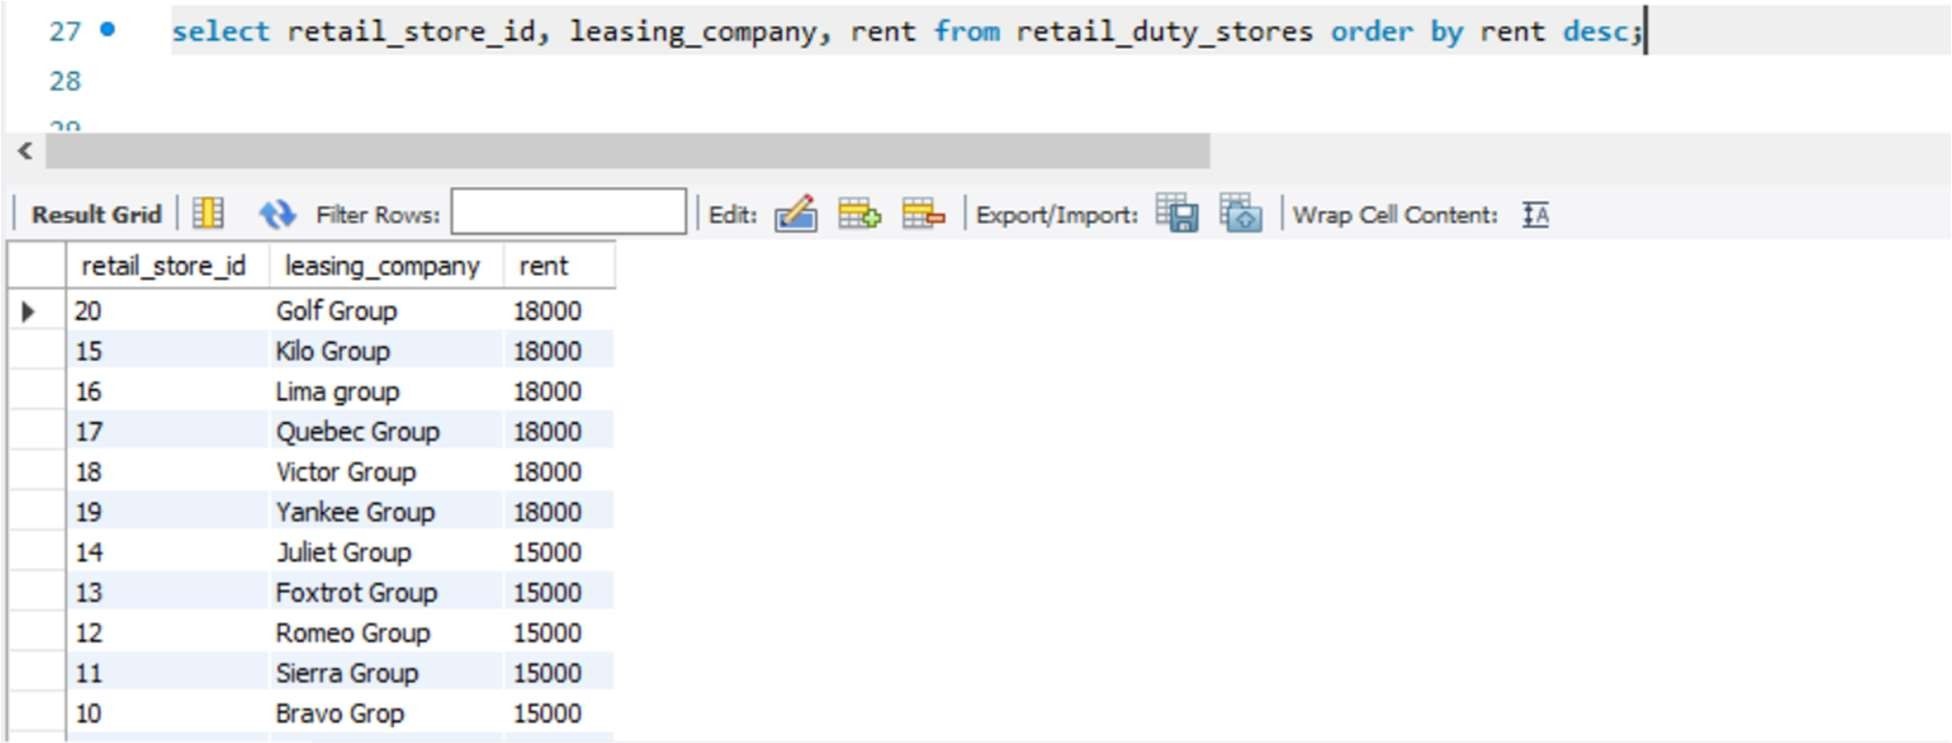 27 select retail_store_id, leasing_company, rent from retail_duty_stores order by rent desc;
28
29
Result Grid Filter Rows: Edit: Export/Import: Wrap Cell Content:
retail_store_id leasing_company rent
20 Golf Group 18000
15 Kilo Group 18000
16 Lima group 18000
17 Quebec Group 18000
18 Victor Group 18000
19 Yankee Group 18000
14 Juliet Group 15000
13 Foxtrot Group 15000
12 Romeo Group 15000
11 Sierra Group 15000
10 Bravo Grop 15000